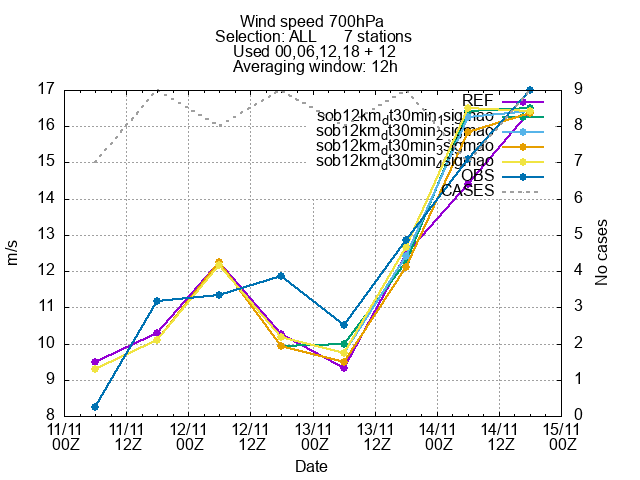 Wind speed 700hPa
Selection: ALL      7 stations
Used 00,06,12,18 + 12
Averaging window: 12h
17 9
REF
sob12km_dt30min_1sigmao
16 8
sob12km_dt30min_2sigmao
sob12km_dt30min_3sigmao
15 sob12km_dt30min_4sigmao 7
OBS
CASES
14 6
13 5
m/s
No cases
12 4
11 3
10 2
9 1
8 0
11/11 11/11 12/11 12/11 13/11 13/11 14/11 14/11 15/11
00Z 12Z 00Z 12Z 00Z 12Z 00Z 12Z 00Z
Date